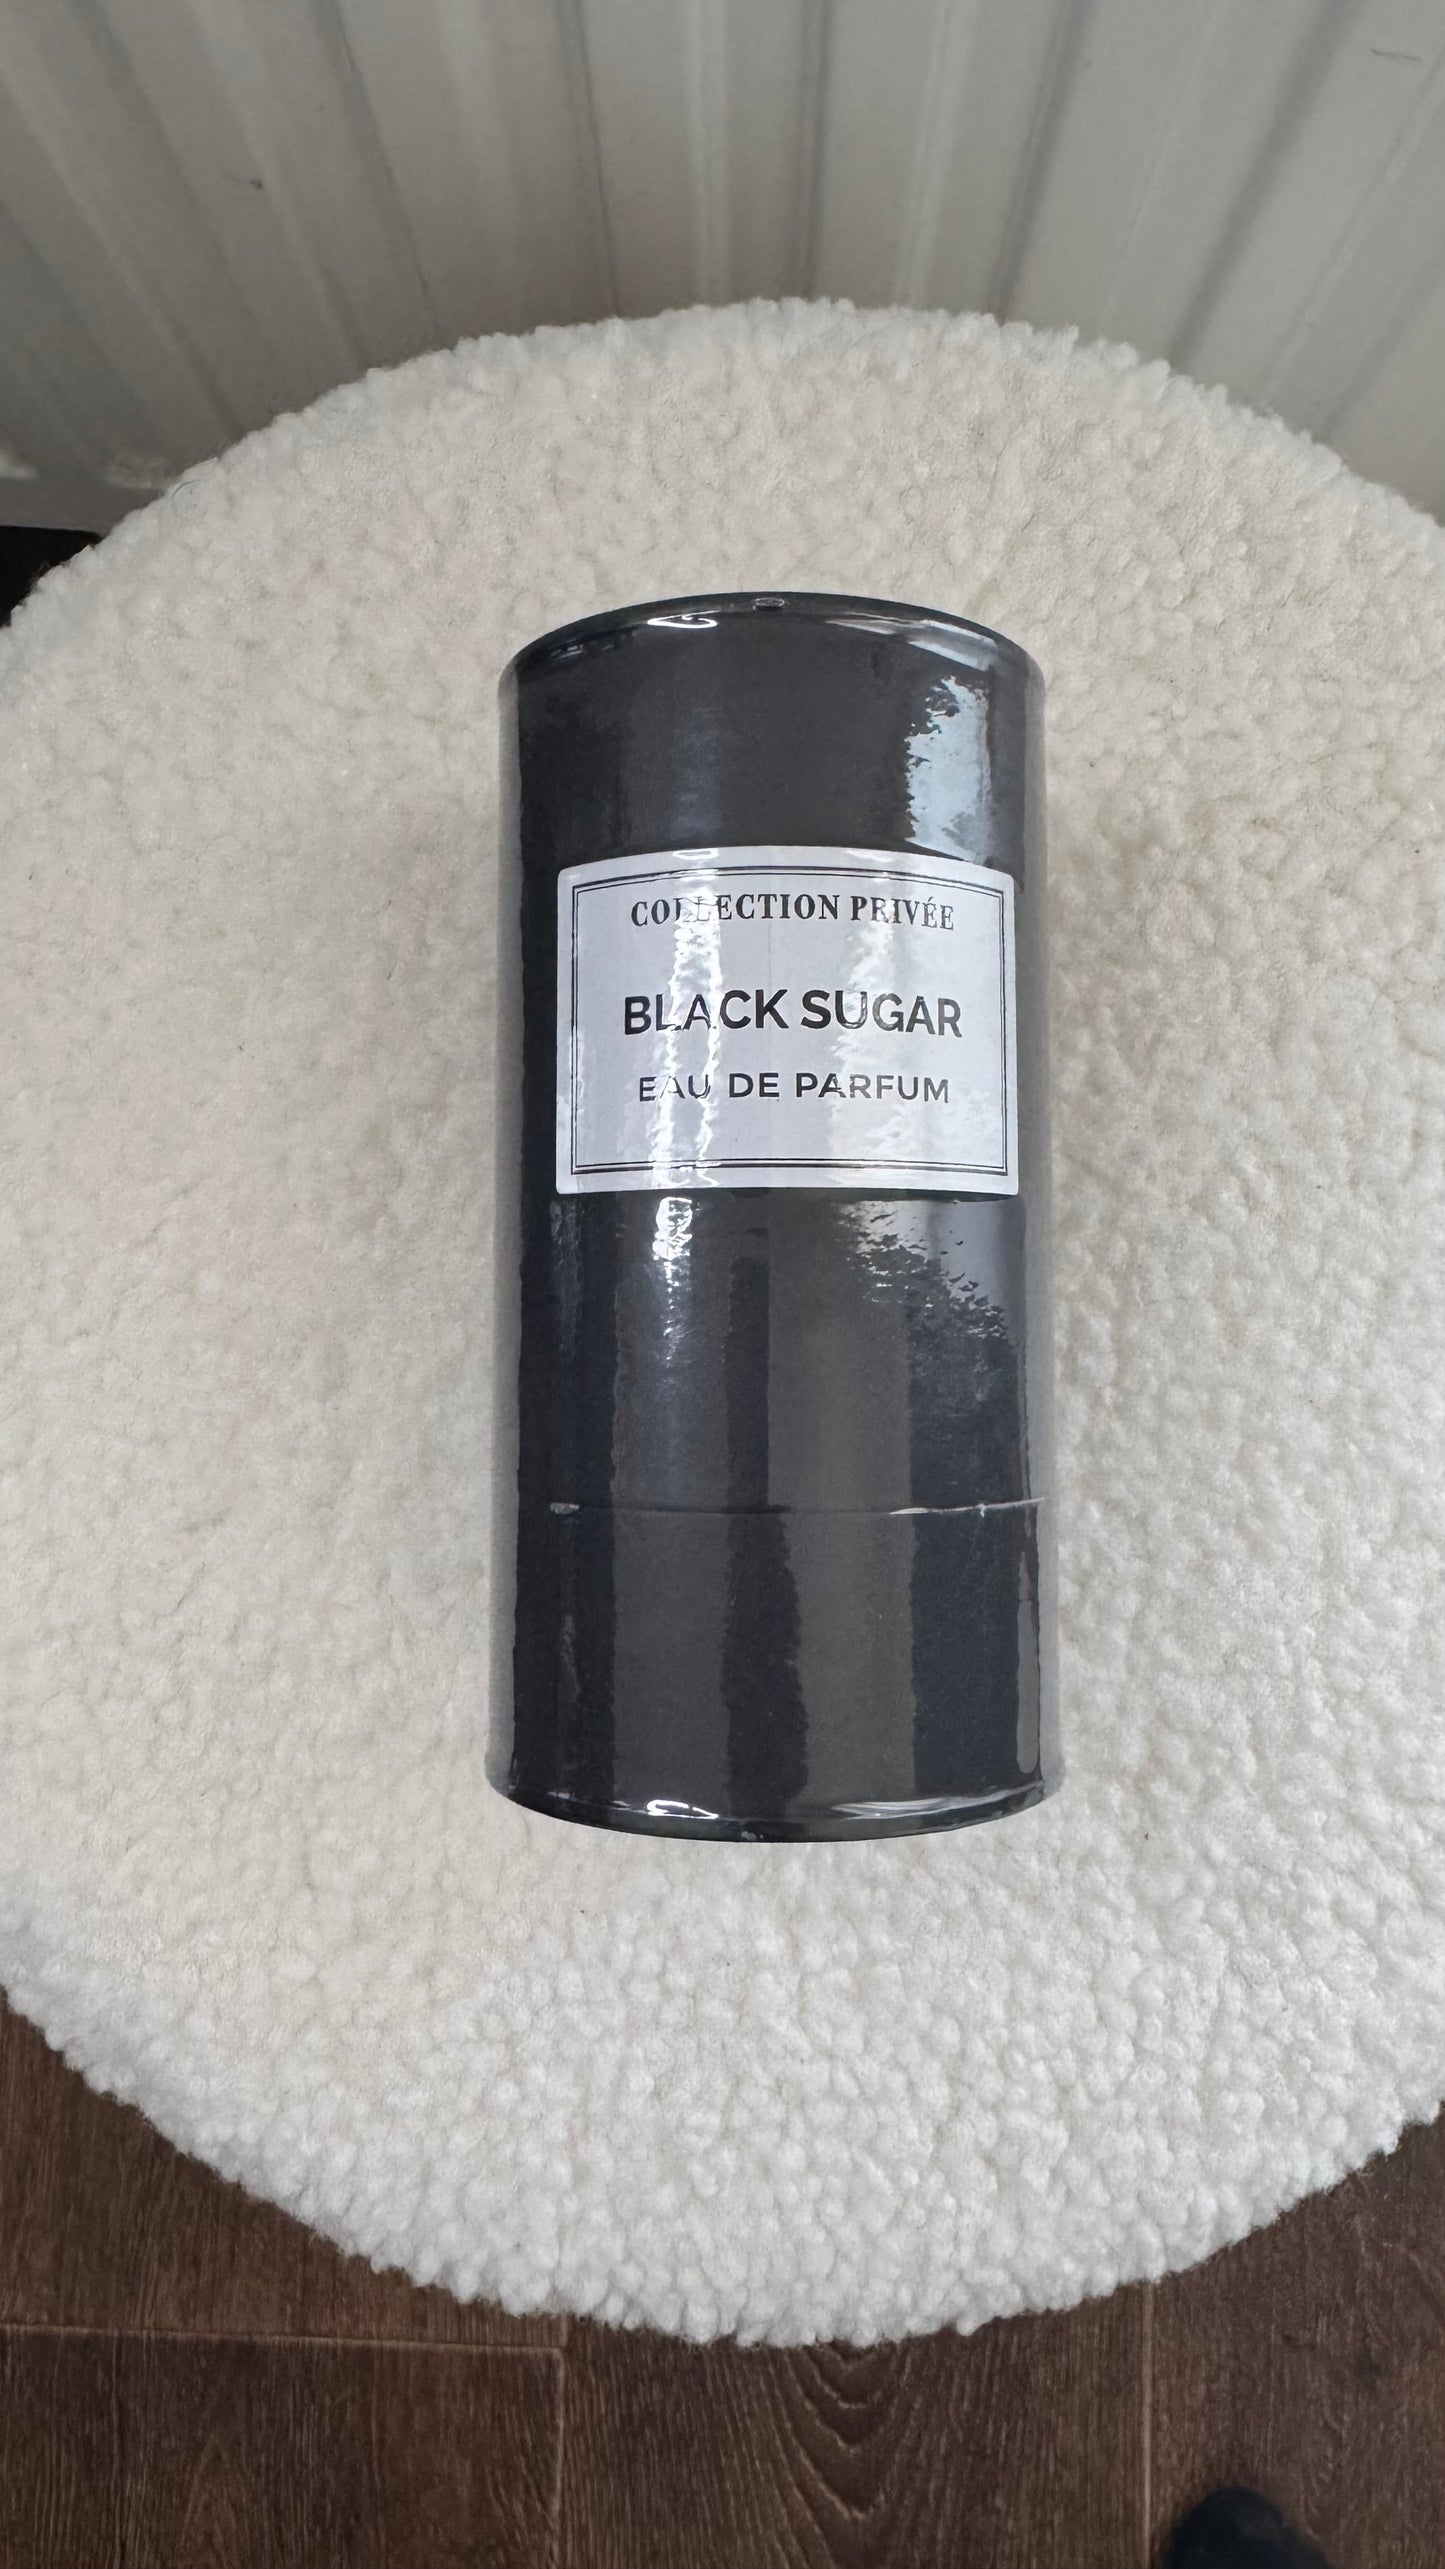 COLLECTION PRIVÉE
BLACK SUGAR
EAU DE PARFUM